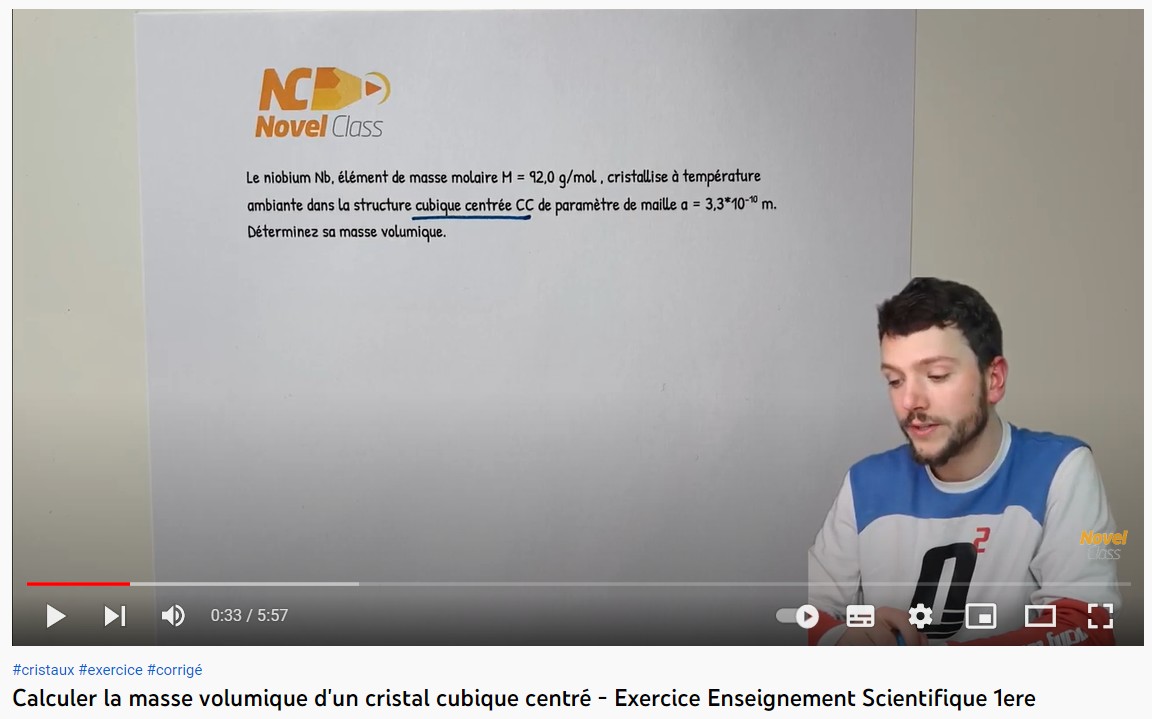 NC
Novel Class
Le niobium Nb, élément de masse molaire M = 92,0 g/mol , cristallise à température
ambiante dans la structure cubique centrée CC de paramètre de maille a = 3,3*10⁻¹⁰ m.
Déterminez sa masse volumique.
2
Novel
Class
0:33 / 5:57
#cristaux #exercice #corrigé
Calculer la masse volumique d'un cristal cubique centré - Exercice Enseignement Scientifique 1ere